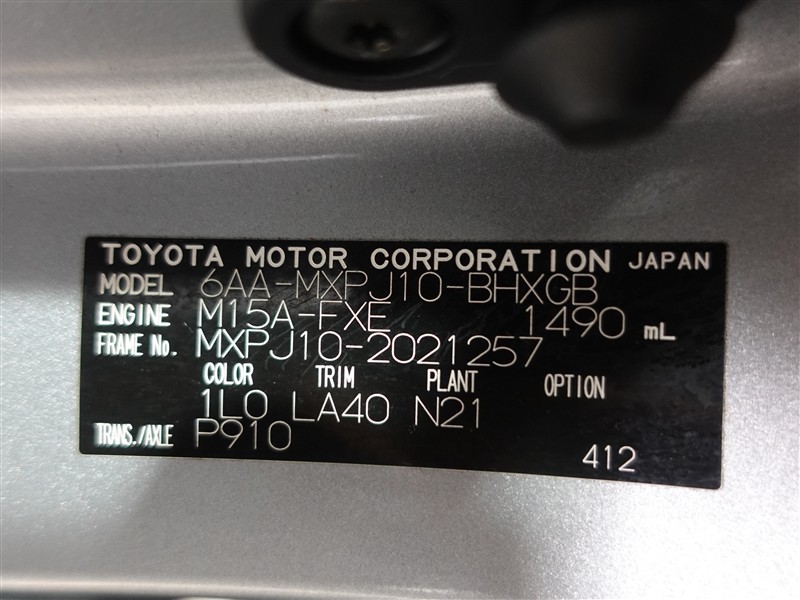 TOYOTA MOTOR CORPORATION JAPAN
MODEL 6AA-MXPJ10-BHXGB
ENGINE M15A-FXE 1490 mL
FRAME No. MXPJ10-2021257
COLOR TRIM PLANT OPTION
1L0 LA40 N21
TRANS./AXLE P910
412